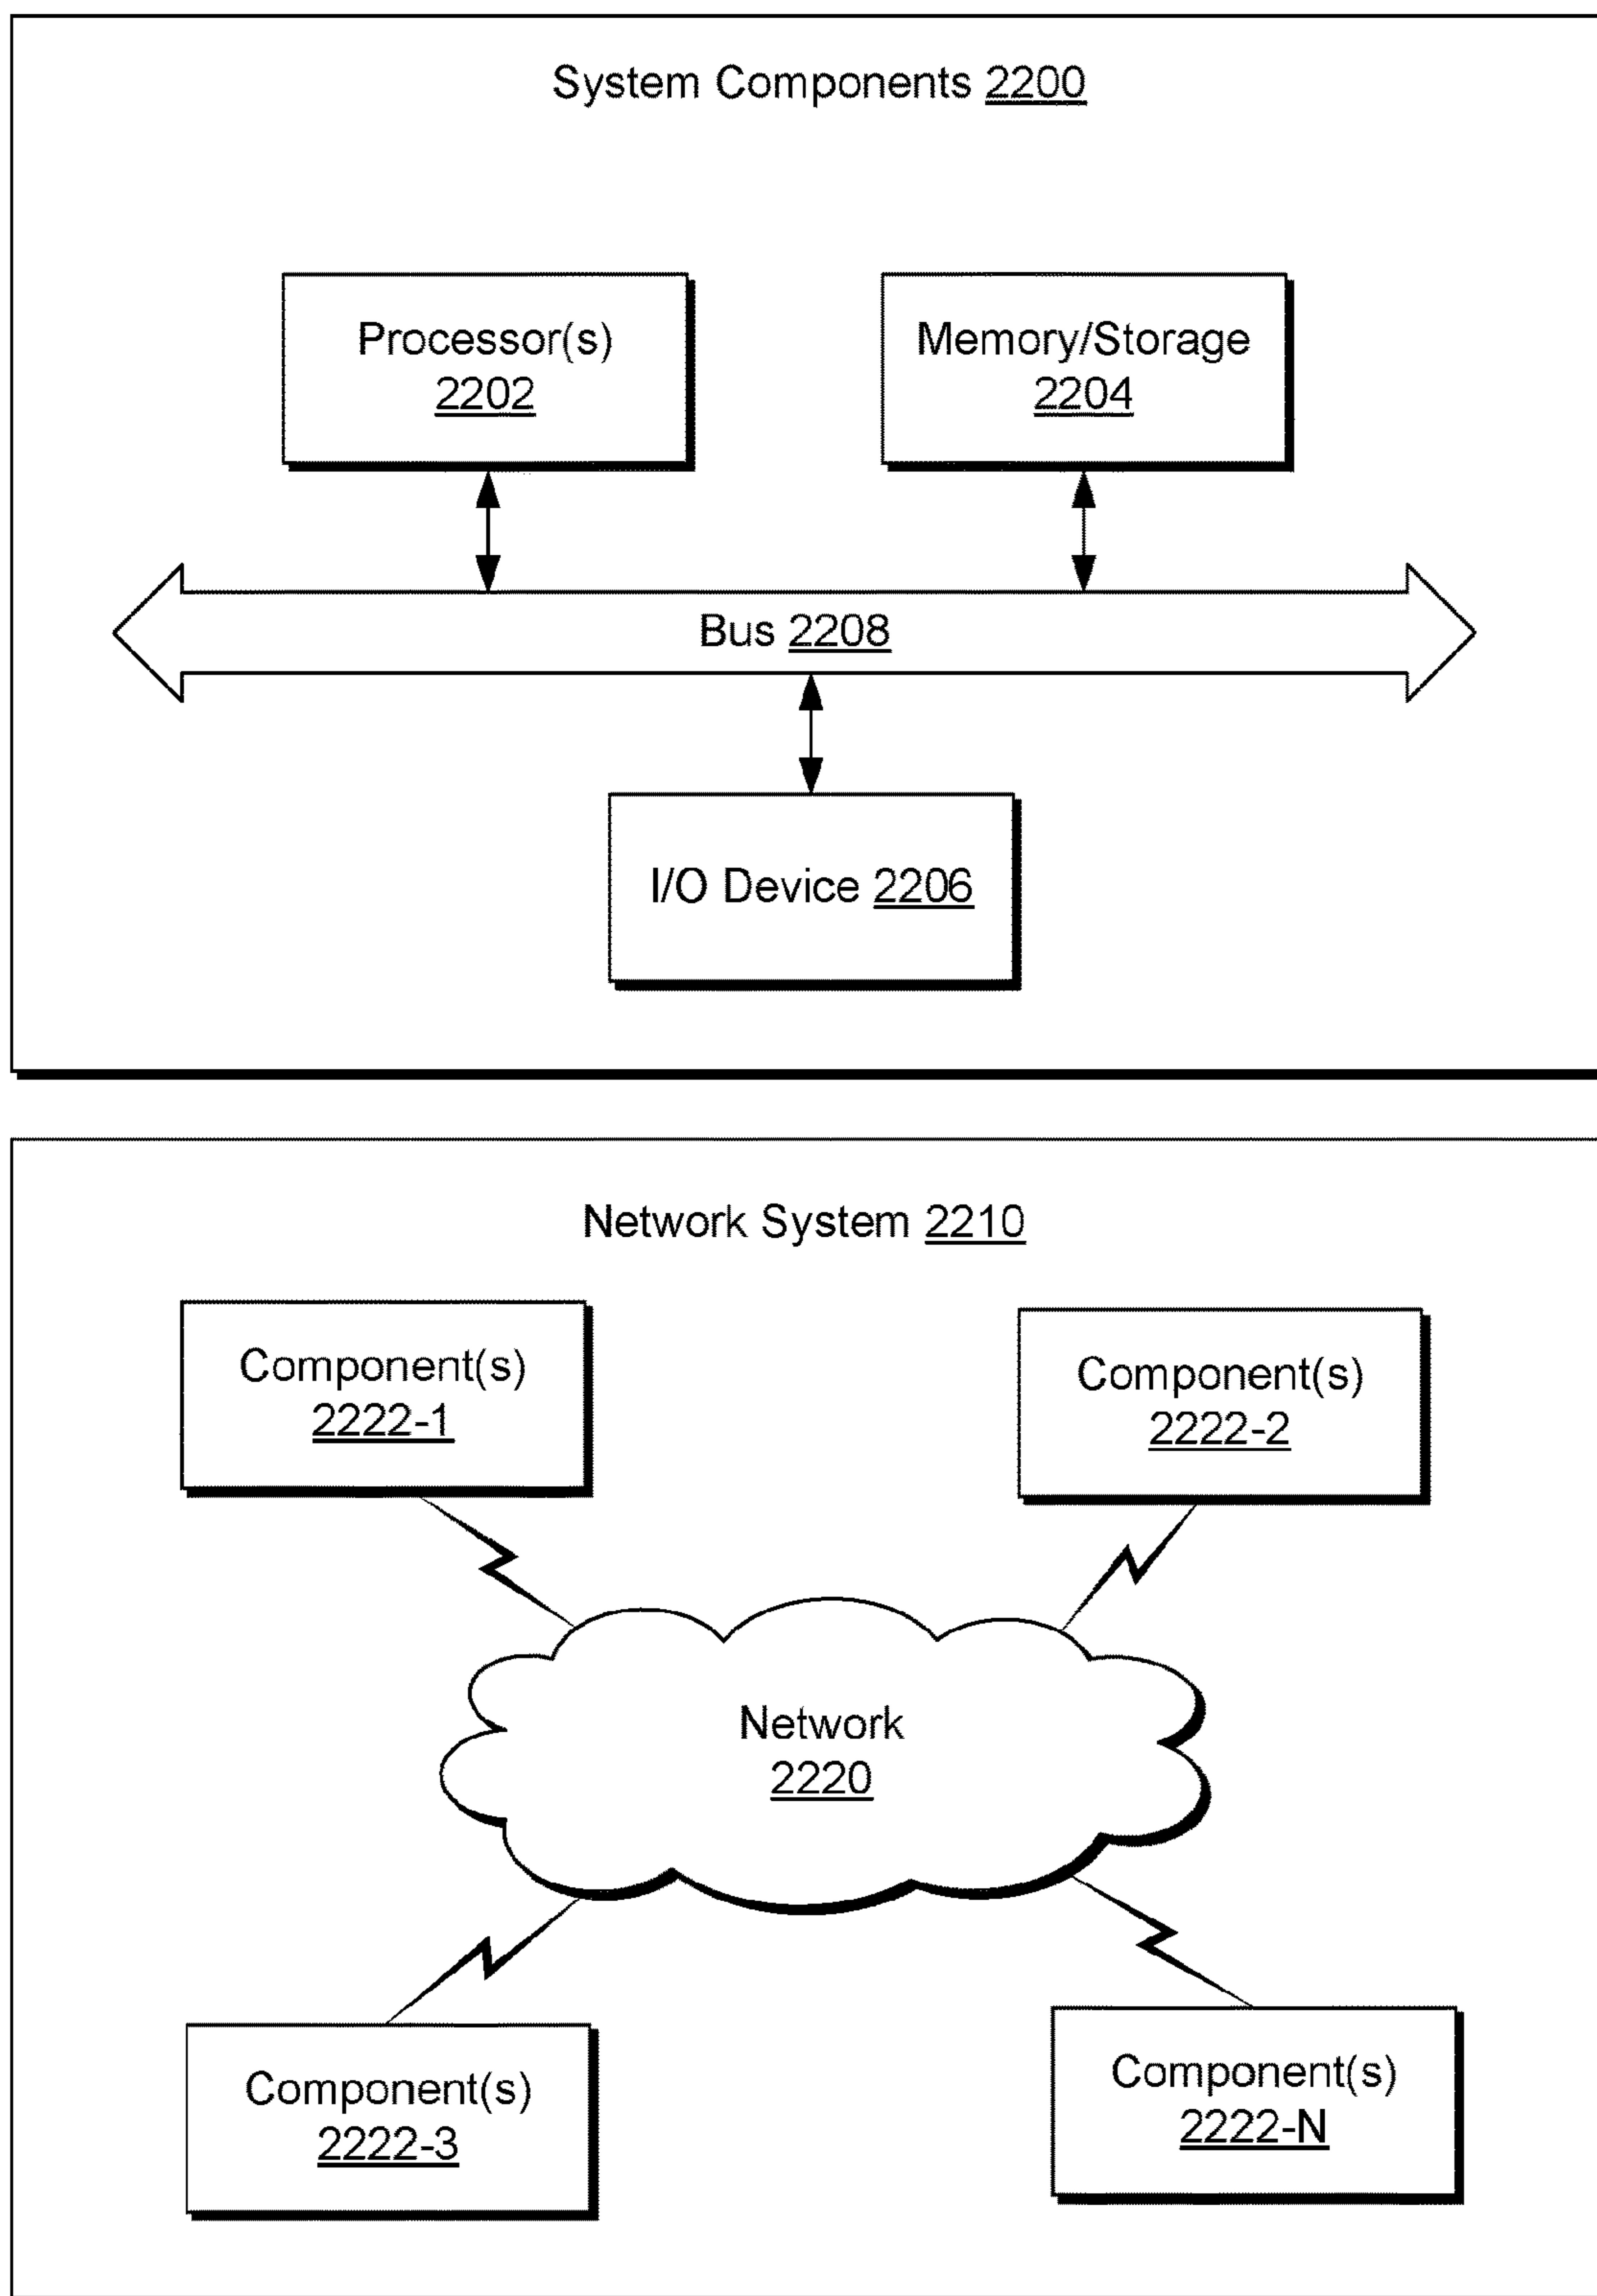 System Components 2200
Processor(s)
2202
Memory/Storage
2204
Bus 2208
I/O Device 2206
Network System 2210
Component(s)
2222-1
Component(s)
2222-2
Network
2220
Component(s)
2222-3
Component(s)
2222-N